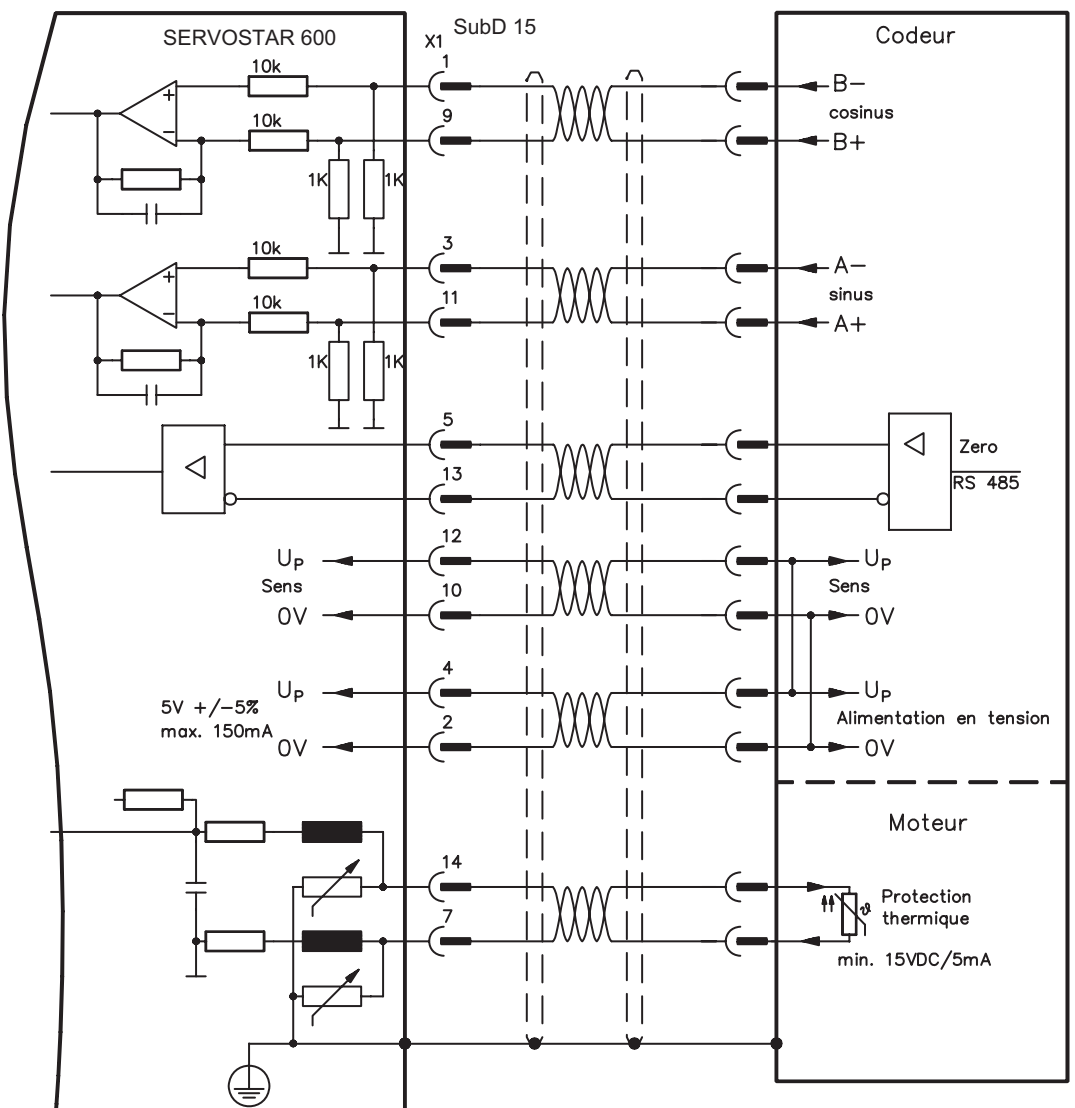 SERVOSTAR 600
X1
SubD 15
Codeur
10k
1
B-
cosinus
10k
9
B+
1K
1K
10k
3
A-
sinus
10k
11
A+
1K
1K
5
Zero
13
RS 485
12
UP
UP
Sens
Sens
10
0V
0V
4
UP
UP
5V +/-5%
max. 150mA
Alimentation en tension
2
0V
0V
Moteur
14
Protection
thermique
7
min. 15VDC/5mA
+
-
+
-
ϑ